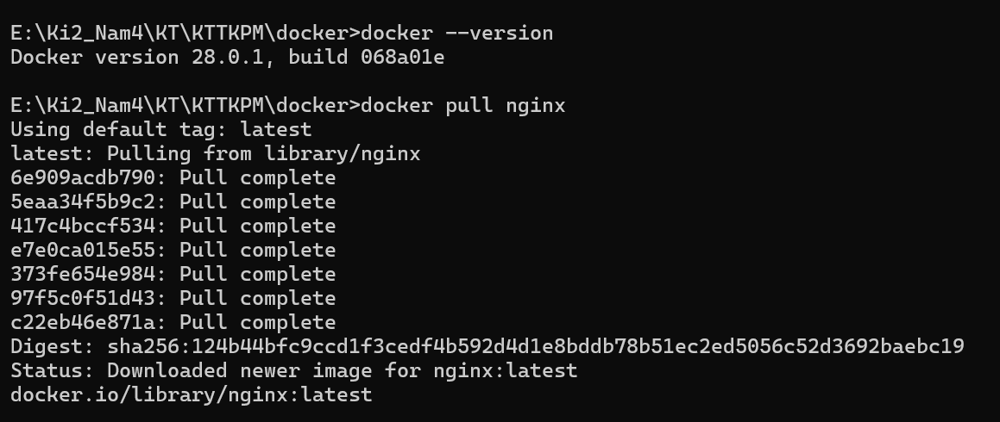 E:\Ki2_Nam4\KT\KTTKPM\docker>docker --version
Docker version 28.0.1, build 068a01e
E:\Ki2_Nam4\KT\KTTKPM\docker>docker pull nginx
Using default tag: latest
latest: Pulling from library/nginx
6e909acdb790: Pull complete
5eaa34f5b9c2: Pull complete
417c4bccf534: Pull complete
e7e0ca015e55: Pull complete
373fe654e984: Pull complete
97f5c0f51d43: Pull complete
c22eb46e871a: Pull complete
Digest: sha256:124b44bfc9ccd1f3cedf4b592d4d1e8bddb78b51ec2ed5056c52d3692baebc19
Status: Downloaded newer image for nginx:latest
docker.io/library/nginx:latest